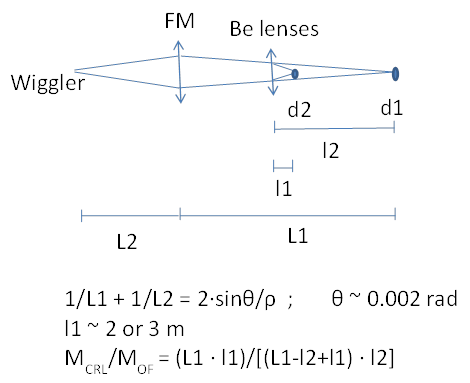 FM
Be lenses
Wiggler
d2
d1
l2
l1
L2
L1
1/L1 + 1/L2 = 2·sinθ/ρ ; θ ~ 0.002 rad
l1 ~ 2 or 3 m
M_CRL/M_OF = (L1 · l1)/[(L1-l2+l1) · l2]